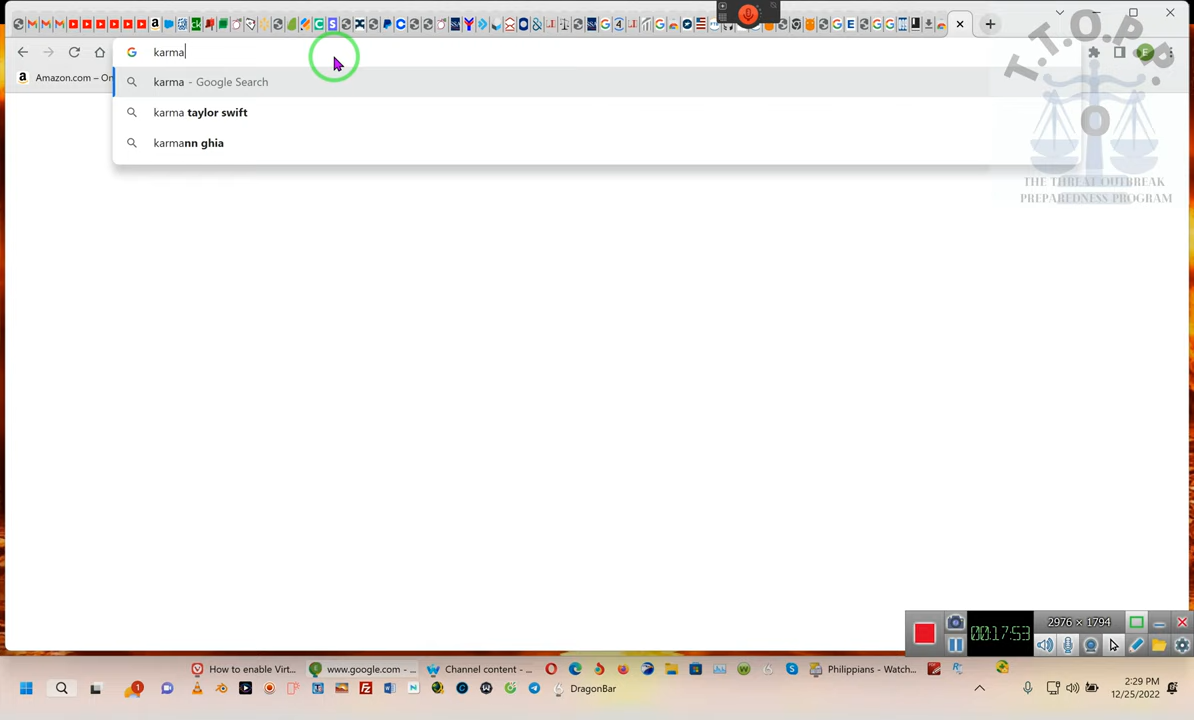 karma
karma - Google Search
karma taylor swift
karmann ghia
Amazon.com – On
T.T.O.P.P.
O
THE THREAT OUTBREAK
PREPAREDNESS PROGRAM
00:17:53
2976 × 1794
How to enable Virt...
www.google.com - ...
Channel content - ...
Philippians - Watch...
DragonBar
2:29 PM
12/25/2022